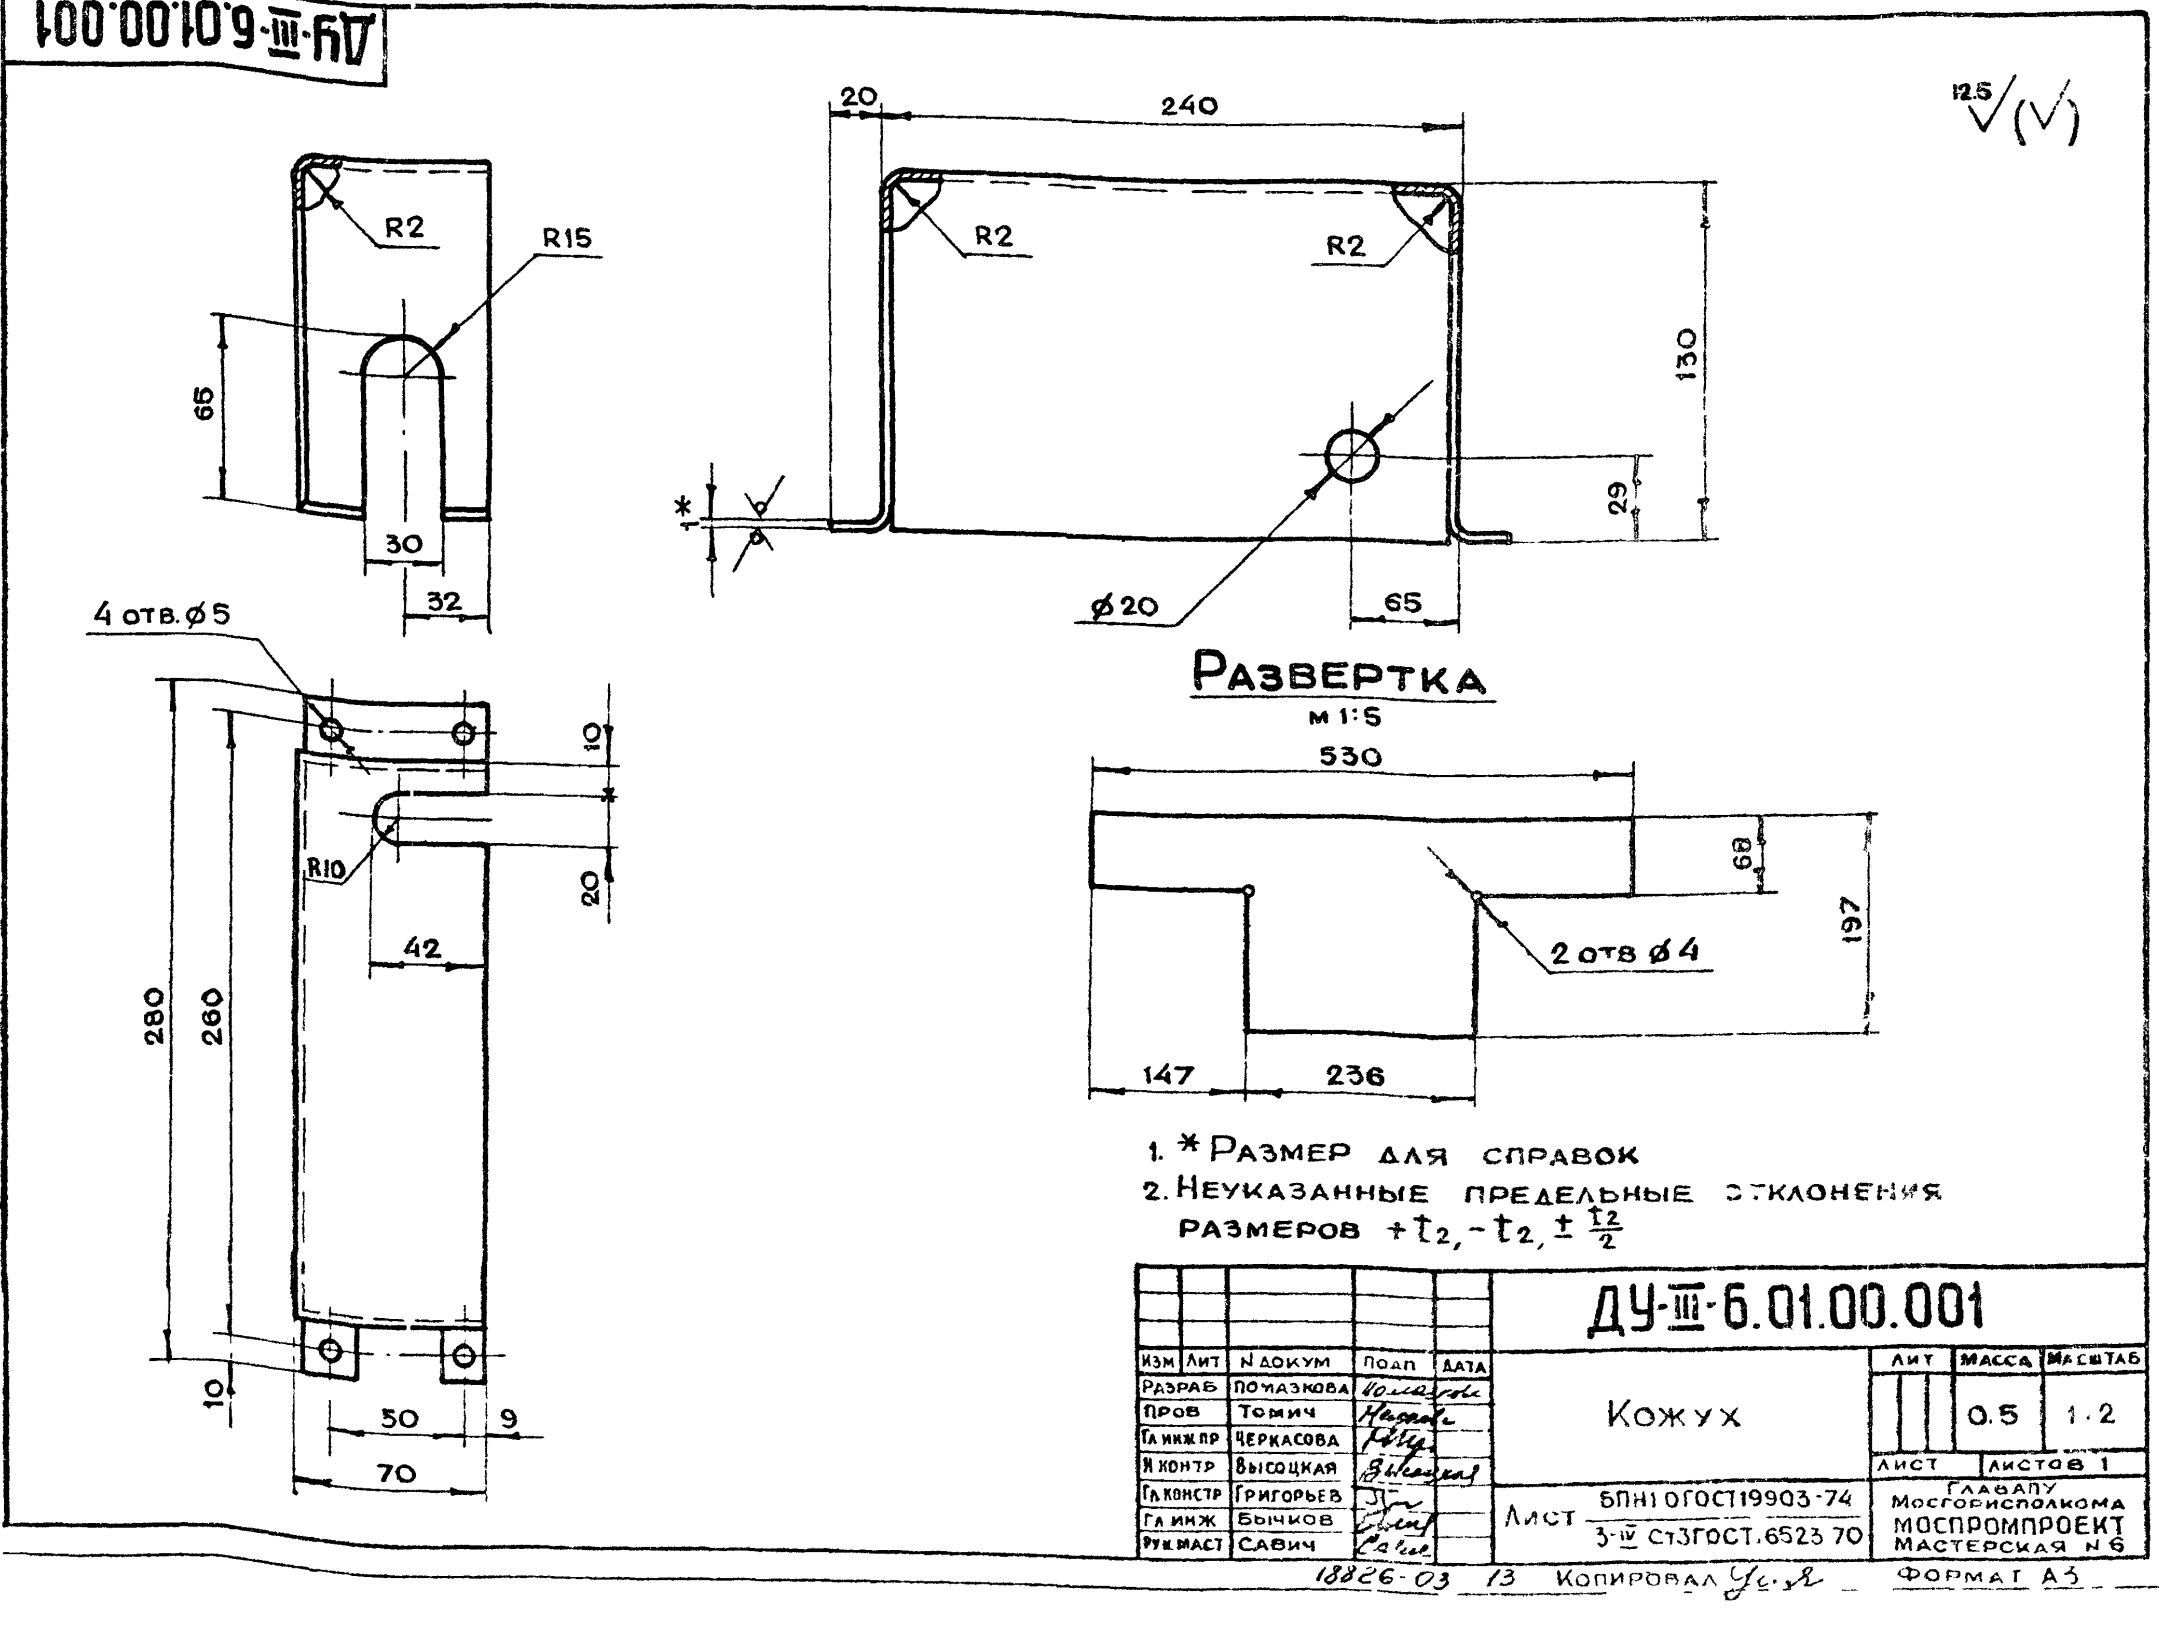 ДУ-III-6.01.00.001
12.5
20
240
R2
R15
R2
R2
65
130
1*
29
30
32
Ø20
65
4 отв. Ø5
Развертка
м 1:5
530
10
R10
20
68
197
42
2 отв Ø4
280
260
147
236
10
50
9
70
1. * Размер для справок
2. Неуказанные предельные отклонения
размеров +t2, -t2, ± t2/2
ДУ-III-6.01.00.001
Изм Лит N докум Подп Дата
Разраб Помазкова
Пров Томич
Гл инж пр Черкасова
Н контр Высоцкая
Гл констр Григорьев
Гл инж Бычков
Рук маст Савич
Кожух
Лит Масса Масштаб
0.5 1:2
Лист Листов 1
Лист БПН1 0 ГОСТ 19903-74
3-IV Ст3 ГОСТ.6523 70
Главапу
Мосгорисполкома
Моспромпроект
Мастерская N 6
18826-03 13 Копировал Формат А3